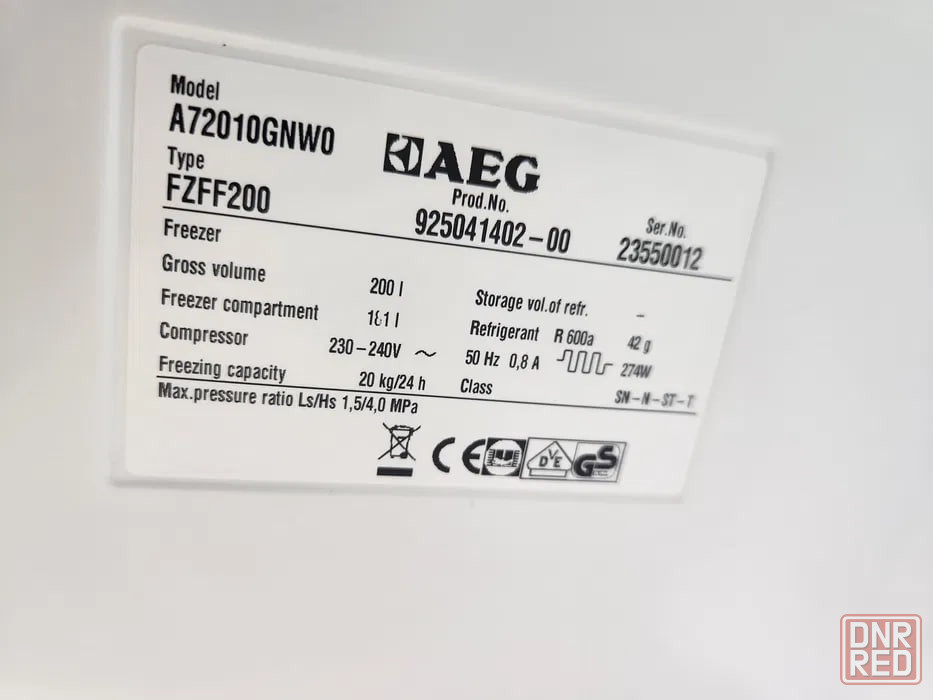 Model
A72010GNW0
AEG
Type
FZFF200
Prod.No.
925041402-00
Ser.No.
23550012
Freezer
Gross volume 200 l Storage vol.of refr. -
Freezer compartment 181 l Refrigerant R 600a 42 g
Compressor 230-240V ~ 50 Hz 0,8 A 274W
Freezing capacity 20 kg/24 h Class SN-N-ST-T
Max.pressure ratio Ls/Hs 1,5/4,0 MPa
CE
DVE
GS
DNR
RED